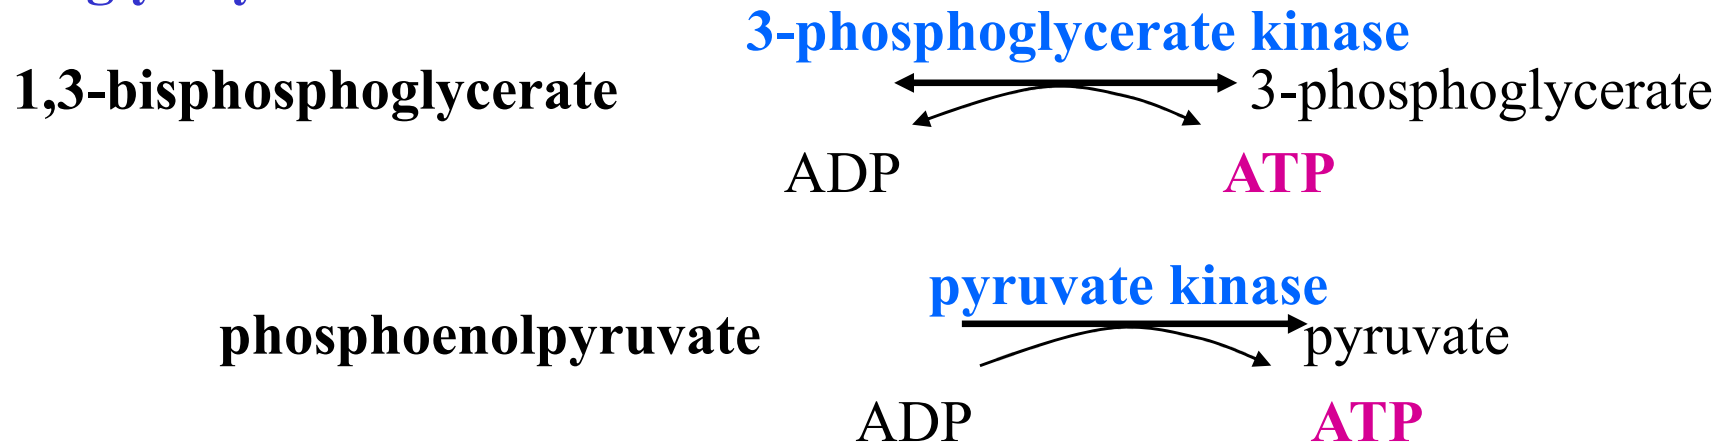 3-phosphoglycerate kinase
1,3-bisphosphoglycerate 3-phosphoglycerate
ADP ATP
pyruvate kinase
phosphoenolpyruvate pyruvate
ADP ATP